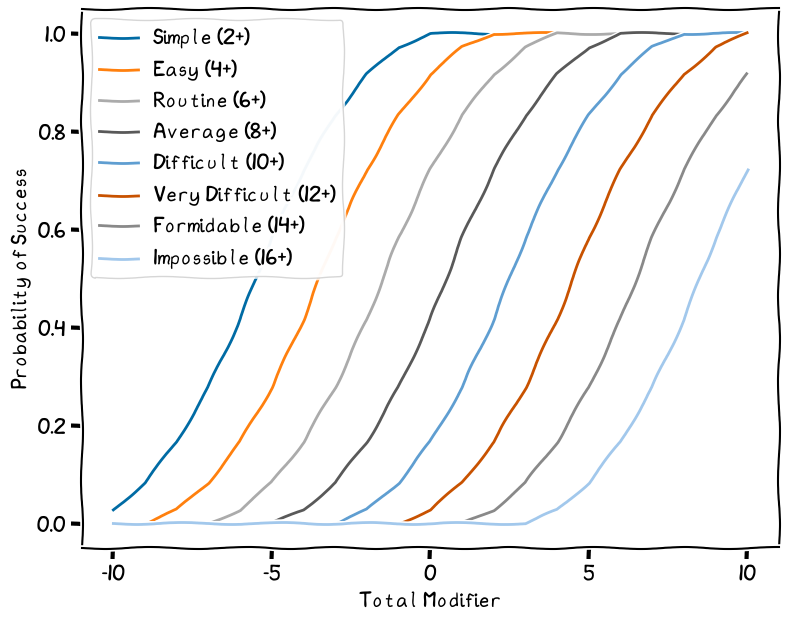 1.0
0.8
0.6
0.4
0.2
0.0
Probability of Success
Simple (2+)
Easy (4+)
Routine (6+)
Average (8+)
Difficult (10+)
Very Difficult (12+)
Formidable (14+)
Impossible (16+)
-10 -5 0 5 10
Total Modifier